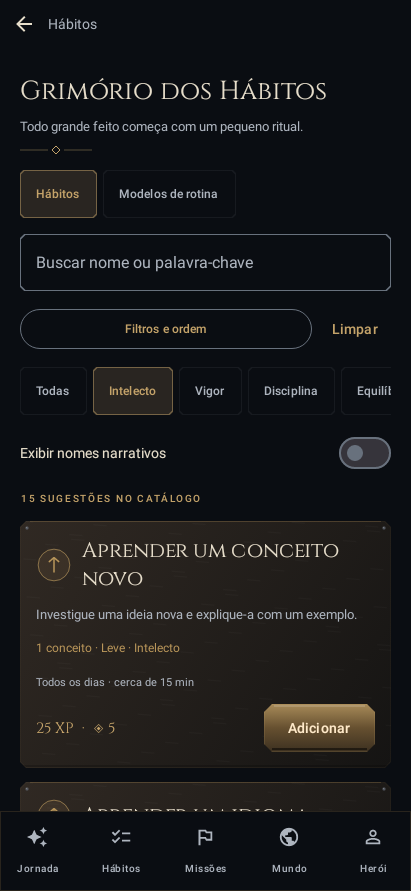 Hábitos
Grimório dos Hábitos
Todo grande feito começa com um pequeno ritual.
Hábitos
Modelos de rotina
Buscar nome ou palavra-chave
Filtros e ordem
Limpar
Todas
Intelecto
Vigor
Disciplina
Equilíb
Exibir nomes narrativos
15 SUGESTÕES NO CATÁLOGO
Aprender um conceito
novo
Investigue uma ideia nova e explique-a com um exemplo.
1 conceito · Leve · Intelecto
Todos os dias · cerca de 15 min
25 XP · 5
Adicionar
Jornada
Hábitos
Missões
Mundo
Herói